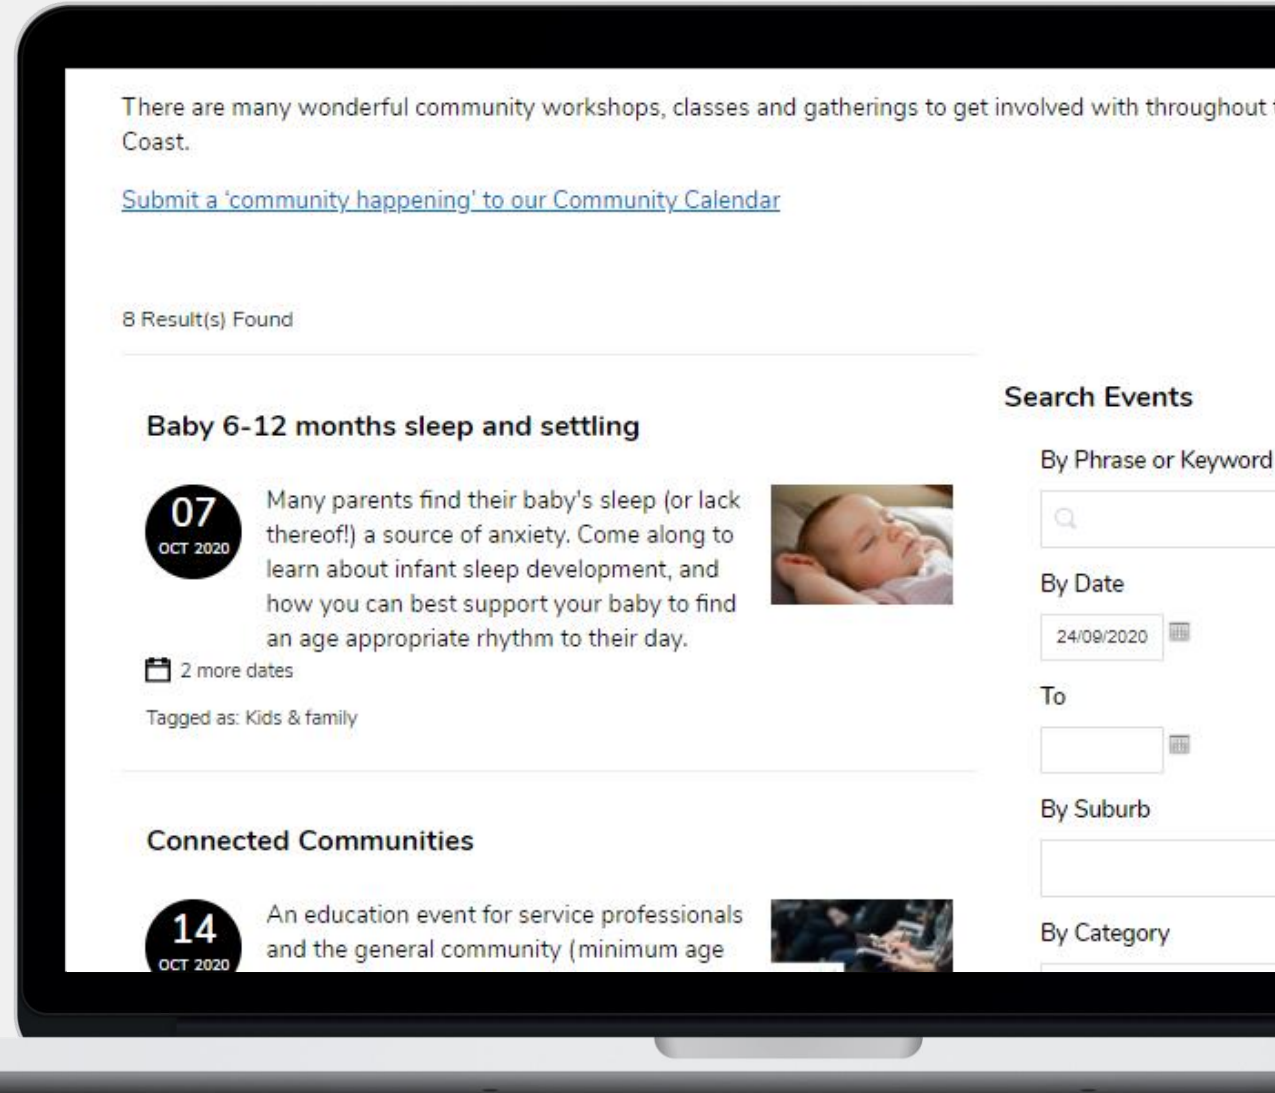 There are many wonderful community workshops, classes and gatherings to get involved with throughout
Coast.
Submit a 'community happening' to our Community Calendar
8 Result(s) Found
Baby 6-12 months sleep and settling
07
OCT 2020
Many parents find their baby's sleep (or lack
thereof!) a source of anxiety. Come along to
learn about infant sleep development, and
how you can best support your baby to find
an age appropriate rhythm to their day.
2 more dates
Tagged as: Kids & family
Connected Communities
14
OCT 2020
An education event for service professionals
and the general community (minimum age
Search Events
By Phrase or Keyword
By Date
24/09/2020
To
By Suburb
By Category